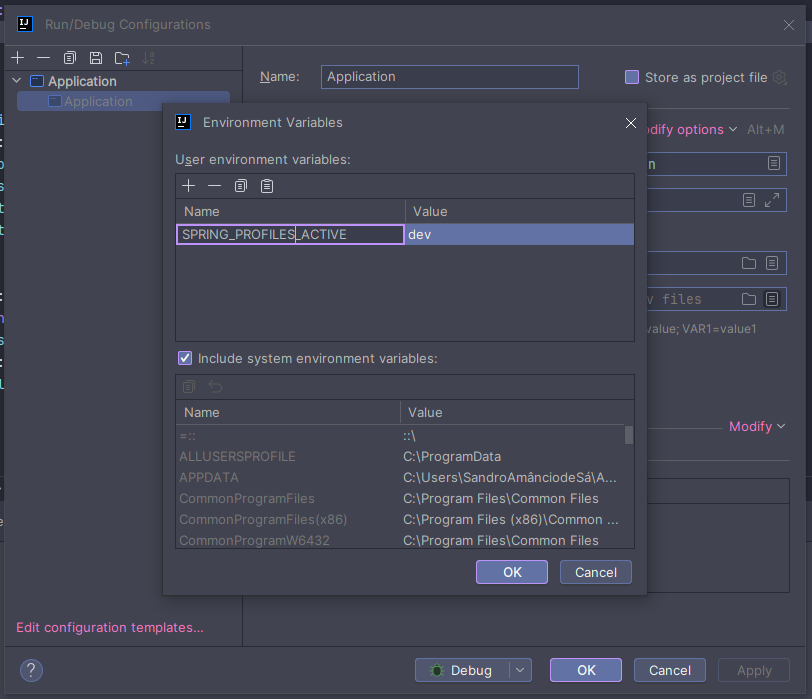 Run/Debug Configurations
Application
Application
Name:
Application
Store as project file
Modify options
Alt+M
Environment Variables
User environment variables:
Name
Value
SPRING_PROFILES_ACTIVE
dev
Include system environment variables:
Name
Value
=::
::\
ALLUSERSPROFILE
C:\ProgramData
APPDATA
C:\Users\SandroAmânciodeSá\A...
CommonProgramFiles
C:\Program Files\Common Files
CommonProgramFiles(x86)
C:\Program Files (x86)\Common ...
CommonProgramW6432
C:\Program Files\Common Files
OK
Cancel
files
value; VAR1=value1
Modify
Edit configuration templates...
?
Debug
OK
Cancel
Apply